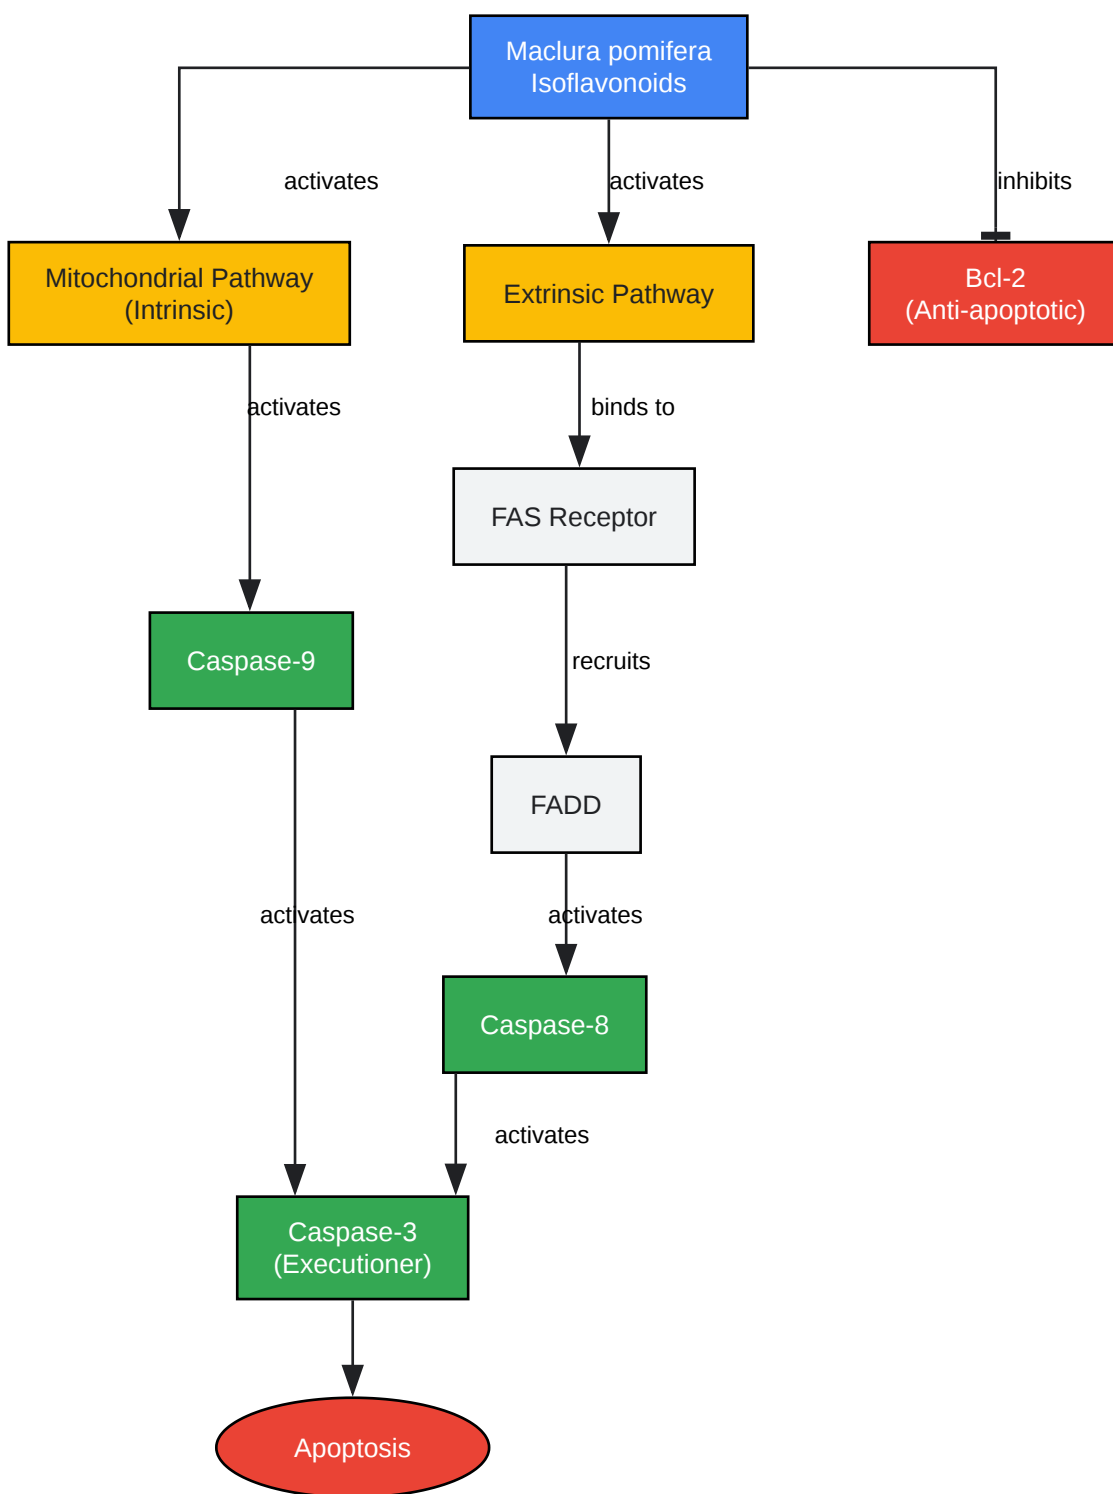 Maclura pomifera
Isoflavonoids
activates
activates
inhibits
Mitochondrial Pathway
(Intrinsic)
Extrinsic Pathway
Bcl-2
(Anti-apoptotic)
activates
binds to
FAS Receptor
Caspase-9
recruits
FADD
activates
activates
Caspase-8
activates
Caspase-3
(Executioner)
Apoptosis